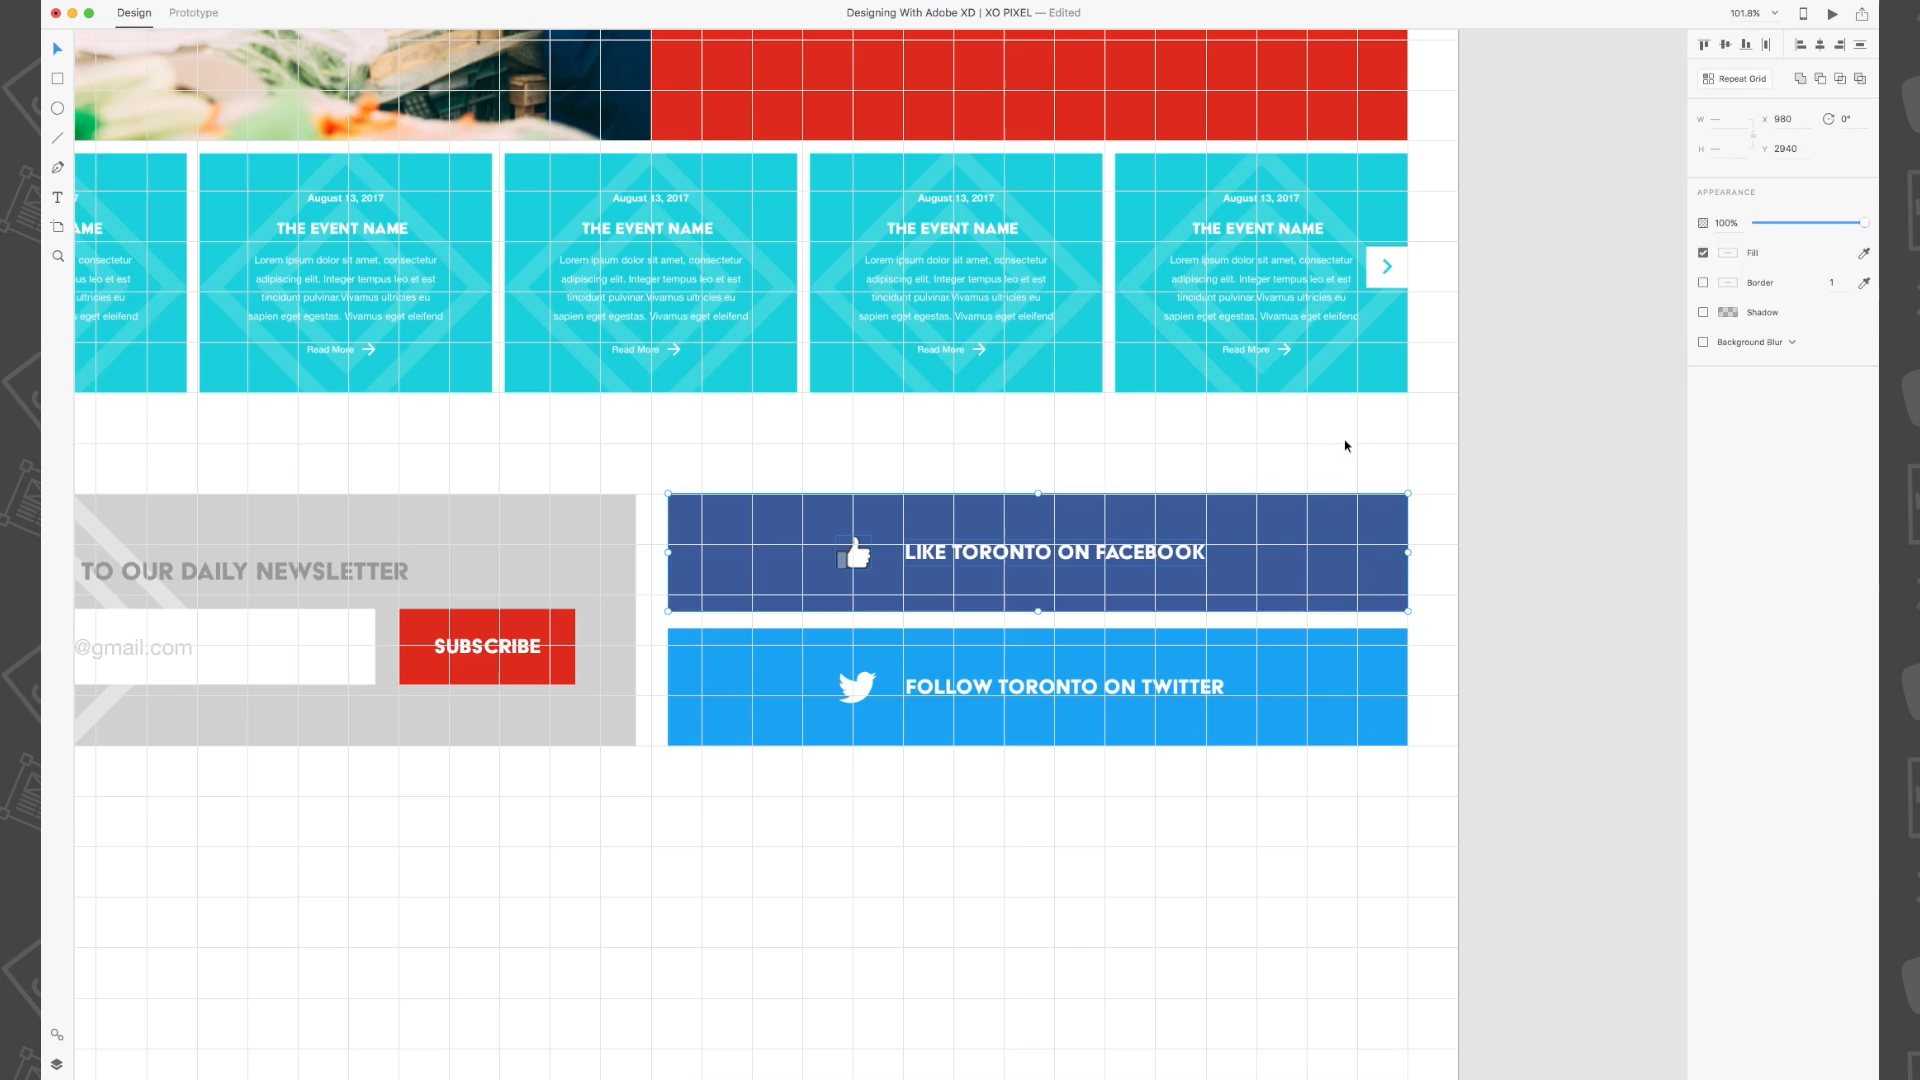 Design Prototype
Designing With Adobe XD | XO PIXEL — Edited
101.8%
Repeat Grid
W — X 980 0°
H — Y 2940
APPEARANCE
100%
Fill
Border 1
Shadow
Background Blur
7
AME
consectetur
us leo et est
ultricies eu
eget eleifend
August 13, 2017
THE EVENT NAME
Lorem ipsum dolor sit amet, consectetur
adipiscing elit. Integer tempus leo et est
tincidunt pulvinar.Vivamus ultricies eu
sapien eget egestas. Vivamus eget eleifend
Read More
August 13, 2017
THE EVENT NAME
Lorem ipsum dolor sit amet, consectetur
adipiscing elit. Integer tempus leo et est
tincidunt pulvinar.Vivamus ultricies eu
sapien eget egestas. Vivamus eget eleifend
Read More
August 13, 2017
THE EVENT NAME
Lorem ipsum dolor sit amet, consectetur
adipiscing elit. Integer tempus leo et est
tincidunt pulvinar.Vivamus ultricies eu
sapien eget egestas. Vivamus eget eleifend
Read More
August 13, 2017
THE EVENT NAME
Lorem ipsum dolor sit amet, consectetur
adipiscing elit. Integer tempus leo et est
tincidunt pulvinar.Vivamus ultricies eu
sapien eget egestas. Vivamus eget eleifend
Read More
TO OUR DAILY NEWSLETTER
@gmail.com
SUBSCRIBE
LIKE TORONTO ON FACEBOOK
FOLLOW TORONTO ON TWITTER